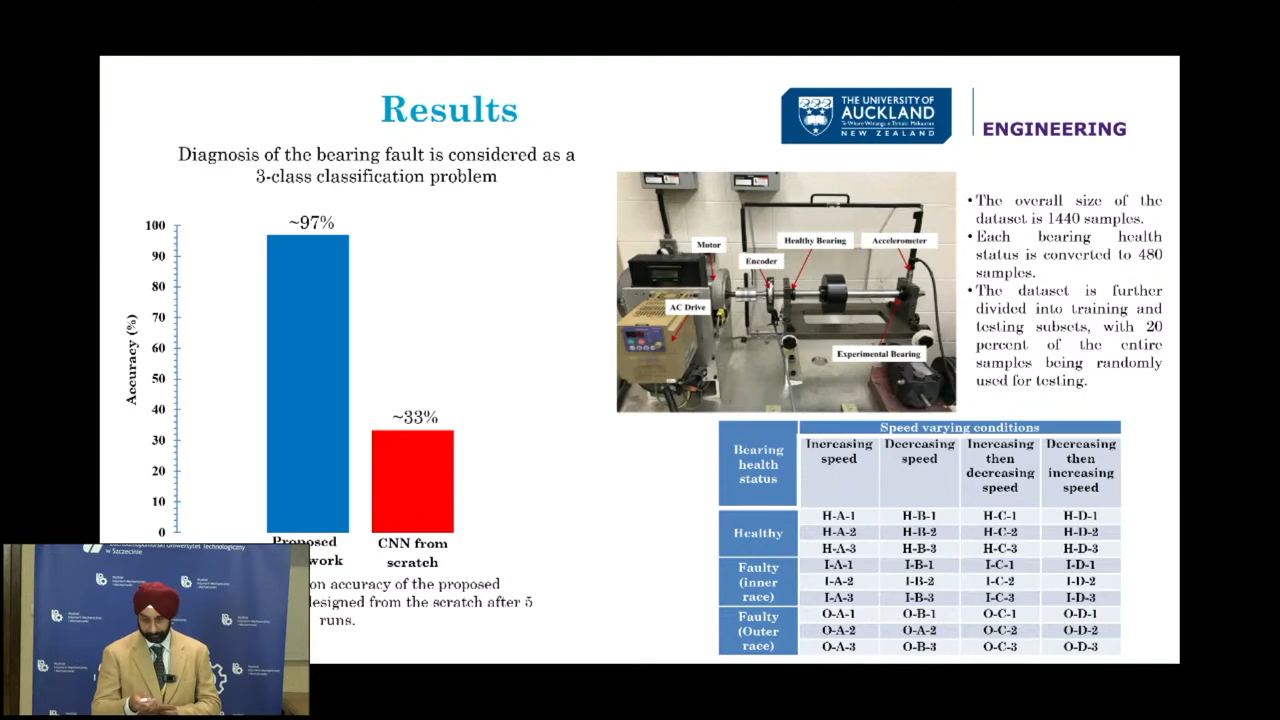 Results
THE UNIVERSITY OF
AUCKLAND
Te Whare Wānanga o Tāmaki Makaurau
NEW ZEALAND
ENGINEERING
Diagnosis of the bearing fault is considered as a
3-class classification problem
Accuracy (%)
100
90
80
70
60
50
40
30
20
10
0
~97%
~33%
Proposed
work
CNN from
scratch
on accuracy of the proposed
designed from the scratch after 5
runs.
Motor
Healthy Bearing
Accelerometer
Encoder
AC Drive
Experimental Bearing
• The overall size of the
dataset is 1440 samples.
• Each bearing health
status is converted to 480
samples.
• The dataset is further
divided into training and
testing subsets, with 20
percent of the entire
samples being randomly
used for testing.
Bearing
health
status
Speed varying conditions
Increasing
speed
Decreasing
speed
Increasing
then
decreasing
speed
Decreasing
then
increasing
speed
Healthy
H-A-1 H-B-1 H-C-1 H-D-1
H-A-2 H-B-2 H-C-2 H-D-2
H-A-3 H-B-3 H-C-3 H-D-3
Faulty
(inner
race)
I-A-1 I-B-1 I-C-1 I-D-1
I-A-2 I-B-2 I-C-2 I-D-2
I-A-3 I-B-3 I-C-3 I-D-3
Faulty
(Outer
race)
O-A-1 O-B-1 O-C-1 O-D-1
O-A-2 O-A-2 O-C-2 O-D-2
O-A-3 O-B-3 O-C-3 O-D-3
Uniwersytet Technologiczny
w Szczecinie